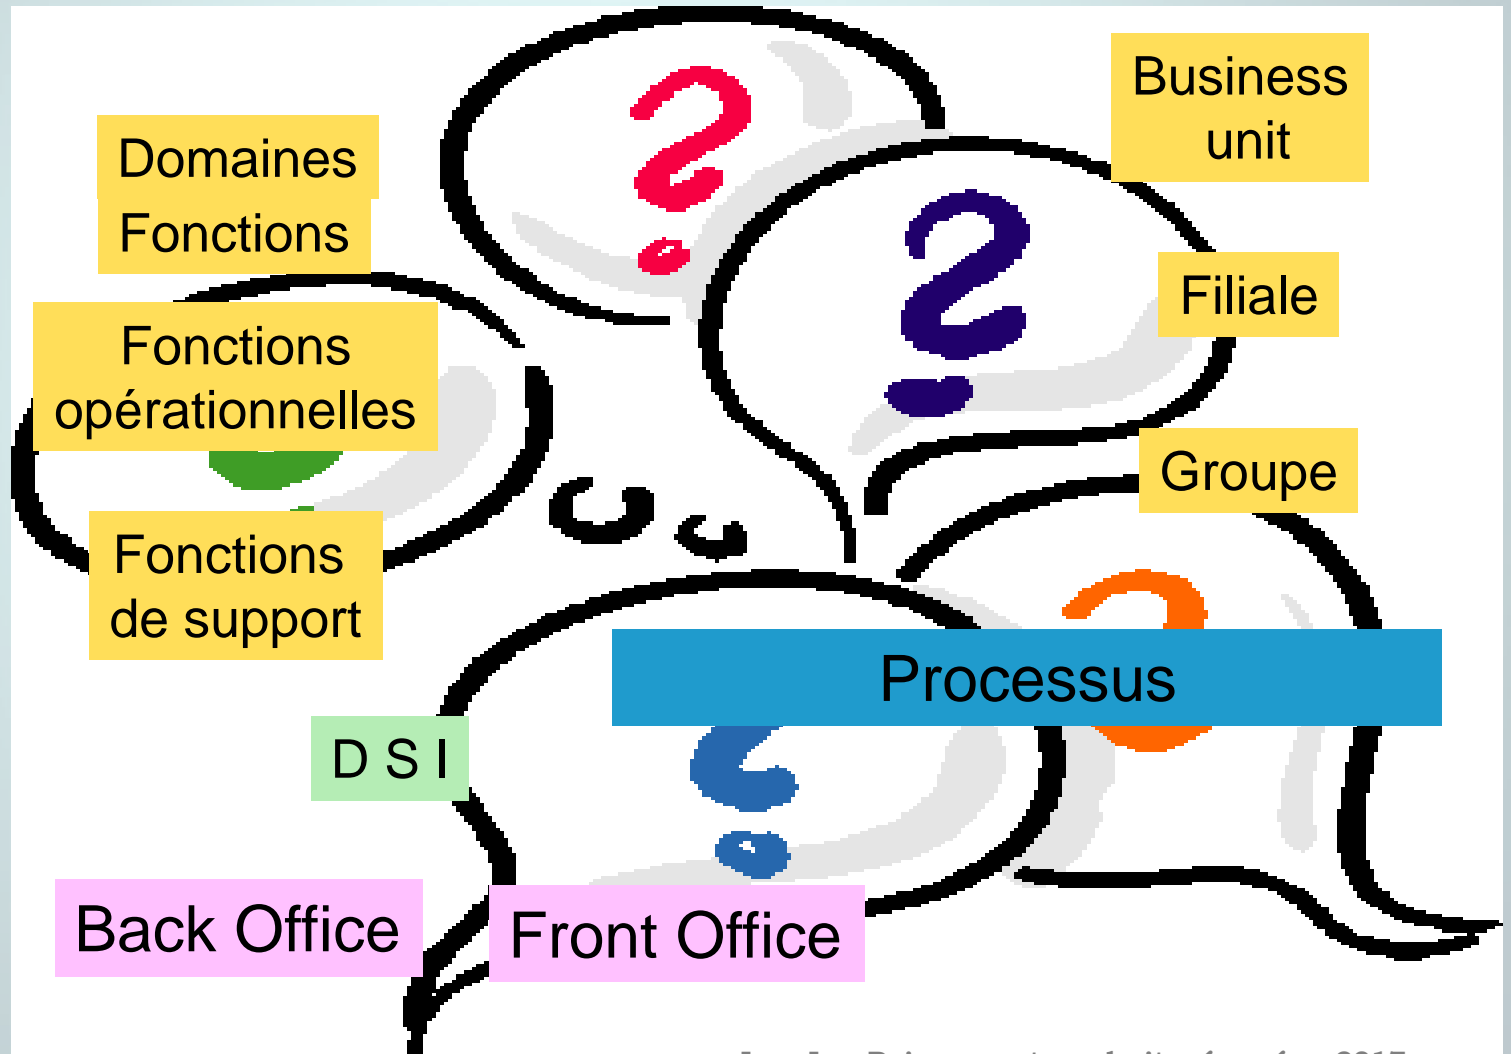 Business
unit
Domaines
Fonctions
Filiale
Fonctions
opérationnelles
Groupe
Fonctions
de support
Processus
D S I
Back Office
Front Office